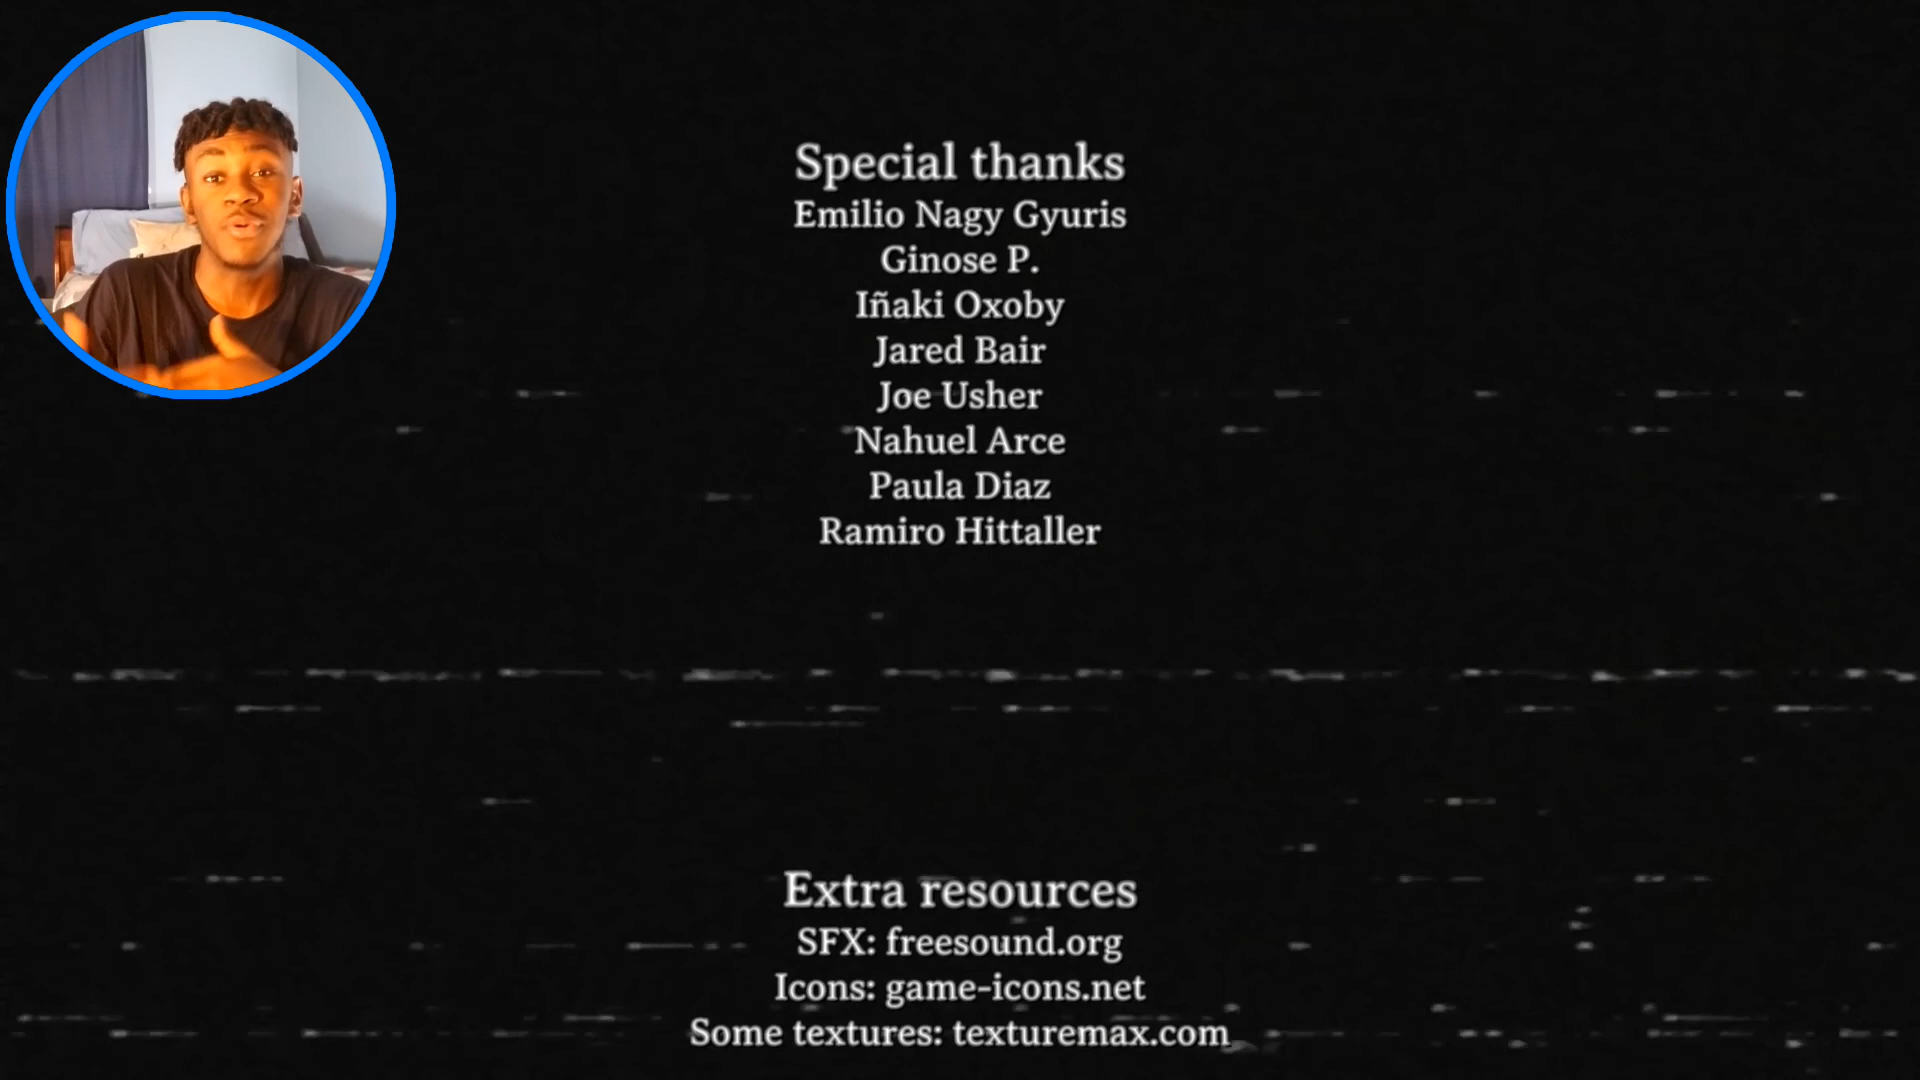 Special thanks
Emilio Nagy Gyuris
Ginose P.
Iñaki Oxoby
Jared Bair
Joe Usher
Nahuel Arce
Paula Diaz
Ramiro Hittaller
Extra resources
SFX: freesound.org
Icons: game-icons.net
Some textures: texturemax.com